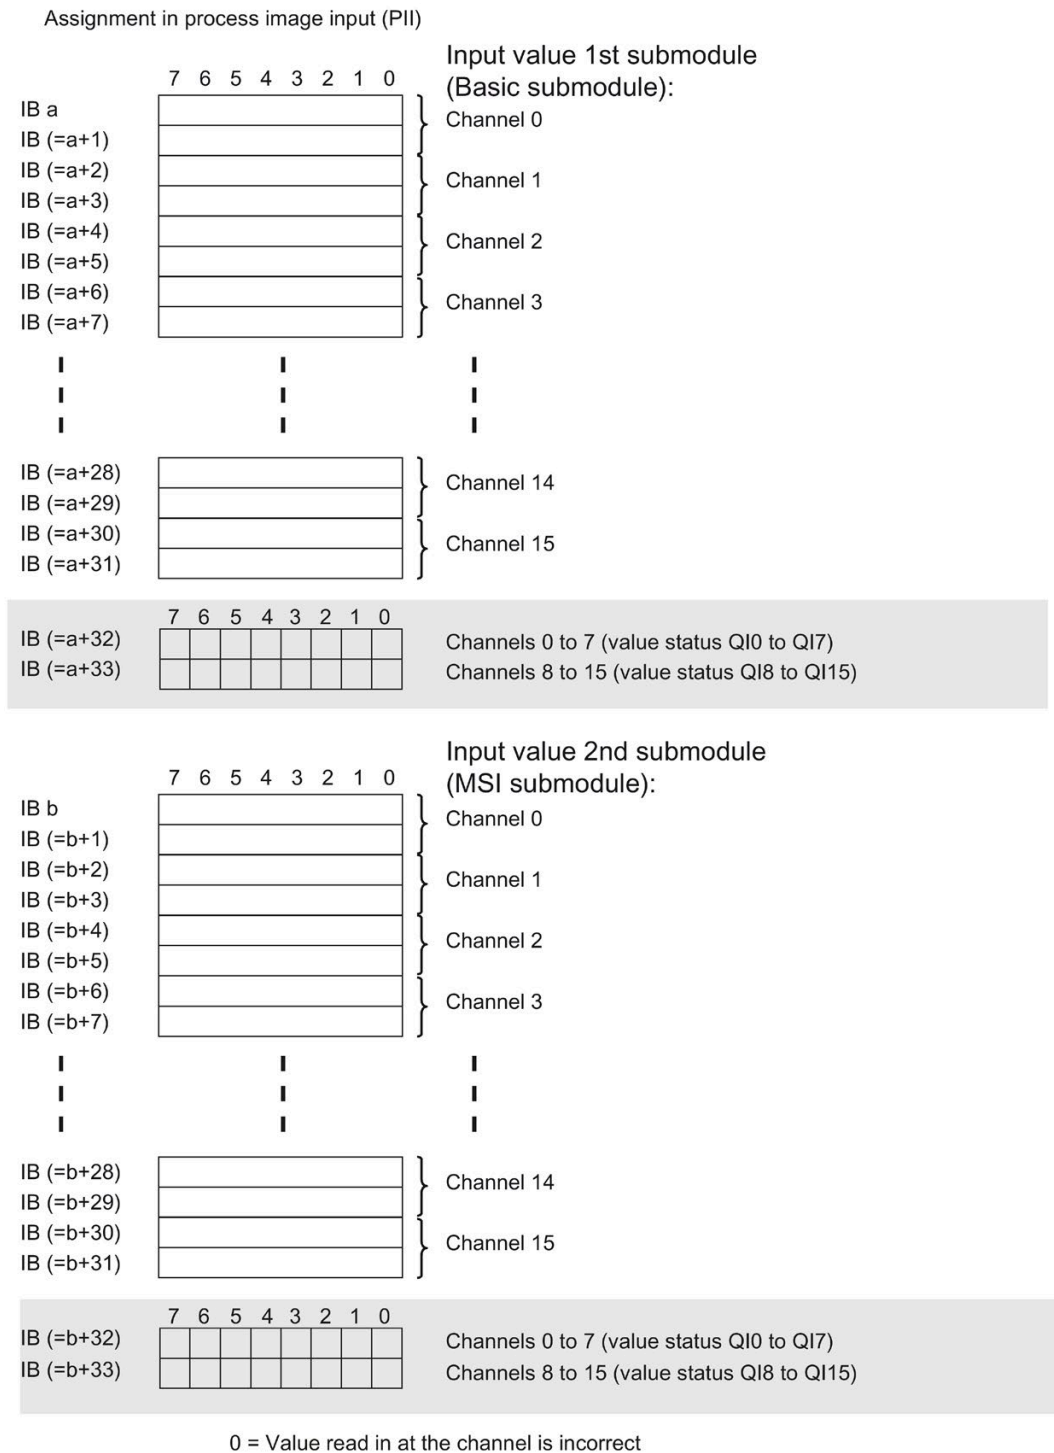 Assignment in process image input (PII)
Input value 1st submodule
(Basic submodule):
7 6 5 4 3 2 1 0
IB a
Channel 0
IB (=a+1)
IB (=a+2)
Channel 1
IB (=a+3)
IB (=a+4)
Channel 2
IB (=a+5)
IB (=a+6)
Channel 3
IB (=a+7)
IB (=a+28)
Channel 14
IB (=a+29)
IB (=a+30)
Channel 15
IB (=a+31)
7 6 5 4 3 2 1 0
IB (=a+32) Channels 0 to 7 (value status QI0 to QI7)
IB (=a+33) Channels 8 to 15 (value status QI8 to QI15)
Input value 2nd submodule
(MSI submodule):
7 6 5 4 3 2 1 0
IB b
Channel 0
IB (=b+1)
IB (=b+2)
Channel 1
IB (=b+3)
IB (=b+4)
Channel 2
IB (=b+5)
IB (=b+6)
Channel 3
IB (=b+7)
IB (=b+28)
Channel 14
IB (=b+29)
IB (=b+30)
Channel 15
IB (=b+31)
7 6 5 4 3 2 1 0
IB (=b+32) Channels 0 to 7 (value status QI0 to QI7)
IB (=b+33) Channels 8 to 15 (value status QI8 to QI15)
0 = Value read in at the channel is incorrect